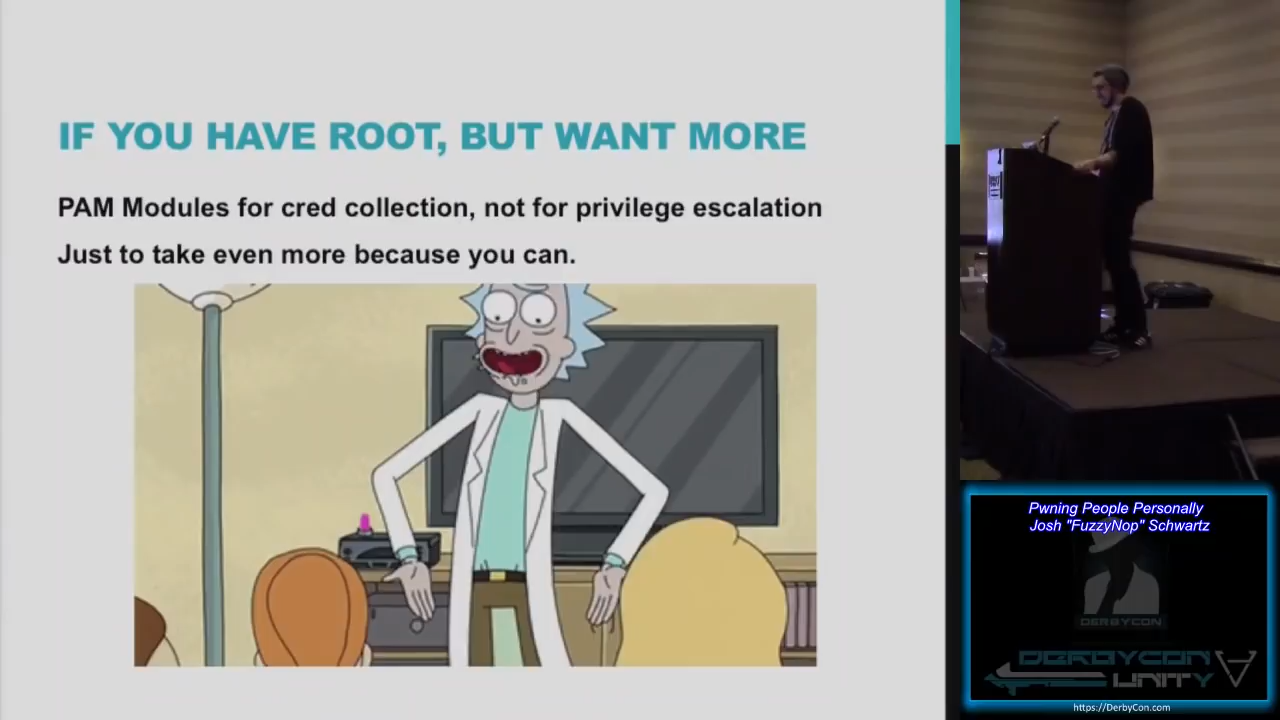 IF YOU HAVE ROOT, BUT WANT MORE
PAM Modules for cred collection, not for privilege escalation
Just to take even more because you can.
Pwning People Personally
Josh "FuzzyNop" Schwartz
DERBYCON
DERBYCON
UNITY
https://DerbyCon.com